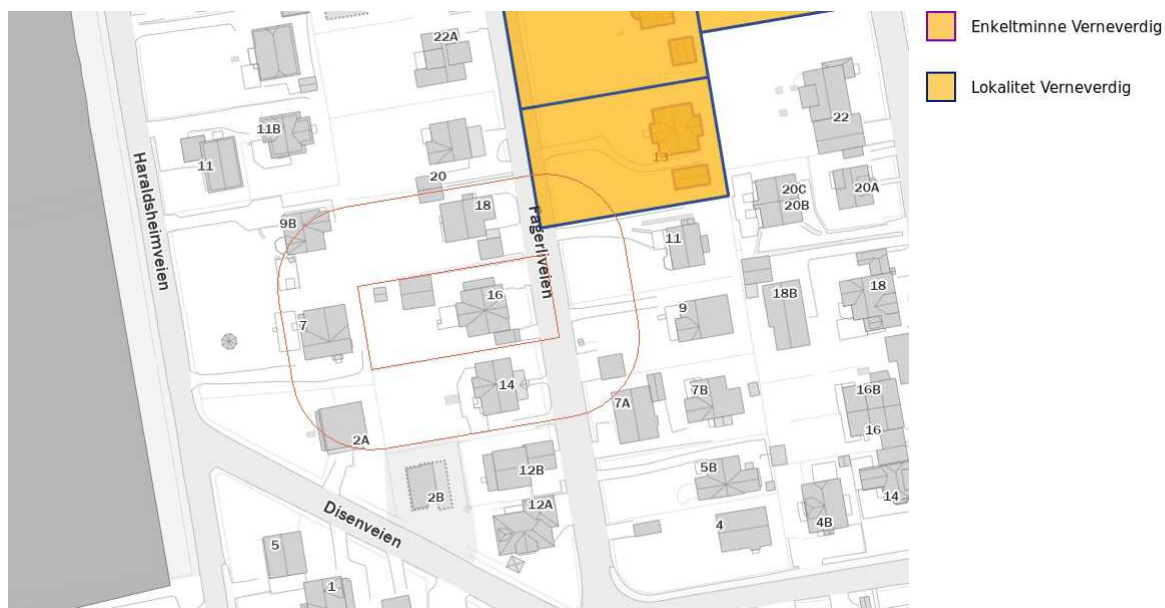 Enkeltminne Verneverdig
Lokalitet Verneverdig
22A
11B
11
13
22
20
20C
20B
20A
Haraldsheimveien
18
9B
Fagerliveien
11
16
18B
18
7
9
14
7A
7B
16B
16
2A
12B
5B
2B
14
12A
4
4B
Disenveien
5
1